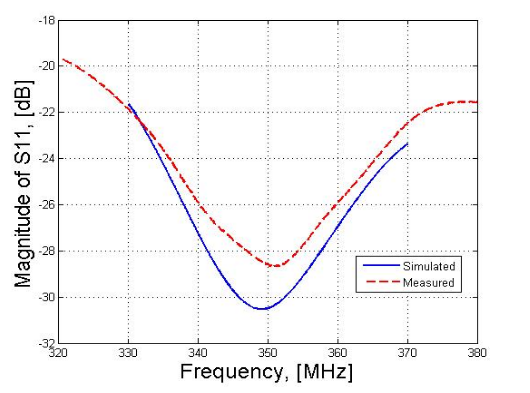 -18
-20
-22
-24
-26
-28
-30
-32
Magnitude of S11, [dB]
Simulated
Measured
320 330 340 350 360 370 380
Frequency, [MHz]